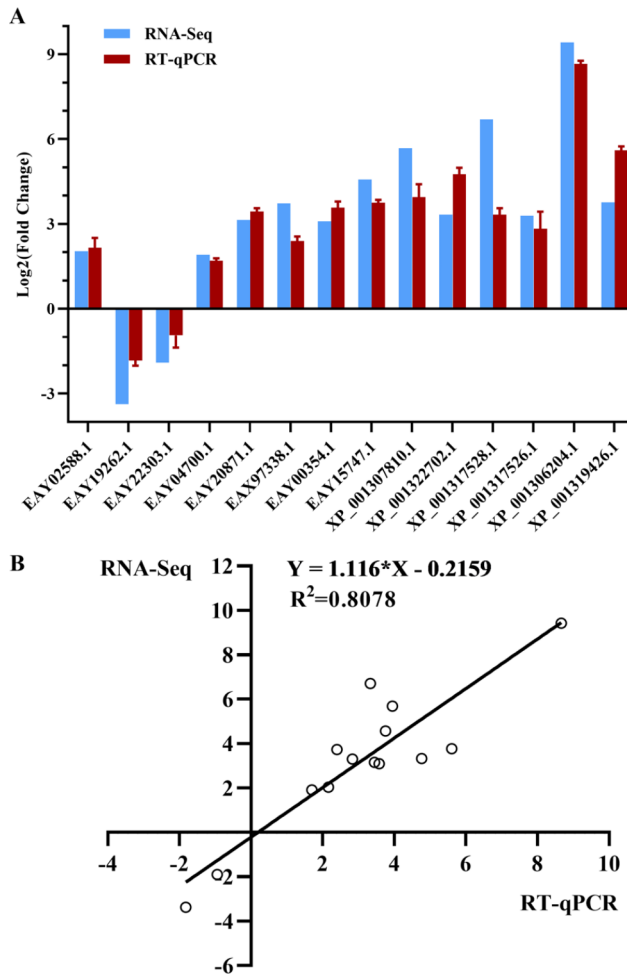 A
RNA-Seq
RT-qPCR
Log2(Fold Change)
9
6
3
0
-3
EAY02588.1
EAY19262.1
EAY22303.1
EAY04700.1
EAY20871.1
EAX97338.1
EAY00354.1
EAY15747.1
XP_001307810.1
XP_001322702.1
XP_001317528.1
XP_001317526.1
XP_001306204.1
XP_001319426.1
B
RNA-Seq
Y = 1.116*X - 0.2159
R²=0.8078
12
10
8
6
4
2
-4
-2
2
4
6
8
10
-2
-4
-6
RT-qPCR